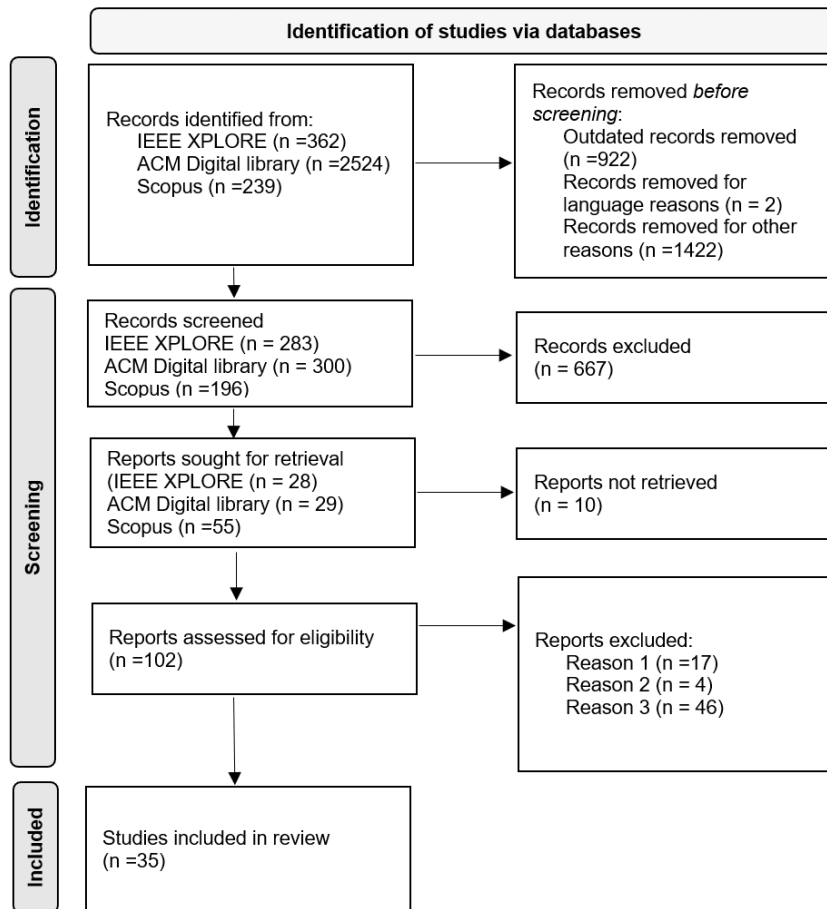 Identification of studies via databases
Identification
Records identified from:
IEEE XPLORE (n =362)
ACM Digital library (n =2524)
Scopus (n =239)
Records removed before
screening:
Outdated records removed
(n =922)
Records removed for
language reasons (n = 2)
Records removed for other
reasons (n =1422)
Screening
Records screened
IEEE XPLORE (n = 283)
ACM Digital library (n = 300)
Scopus (n =196)
Records excluded
(n = 667)
Reports sought for retrieval
(IEEE XPLORE (n = 28)
ACM Digital library (n = 29)
Scopus (n =55)
Reports not retrieved
(n = 10)
Reports assessed for eligibility
(n =102)
Reports excluded:
Reason 1 (n =17)
Reason 2 (n = 4)
Reason 3 (n = 46)
Included
Studies included in review
(n =35)